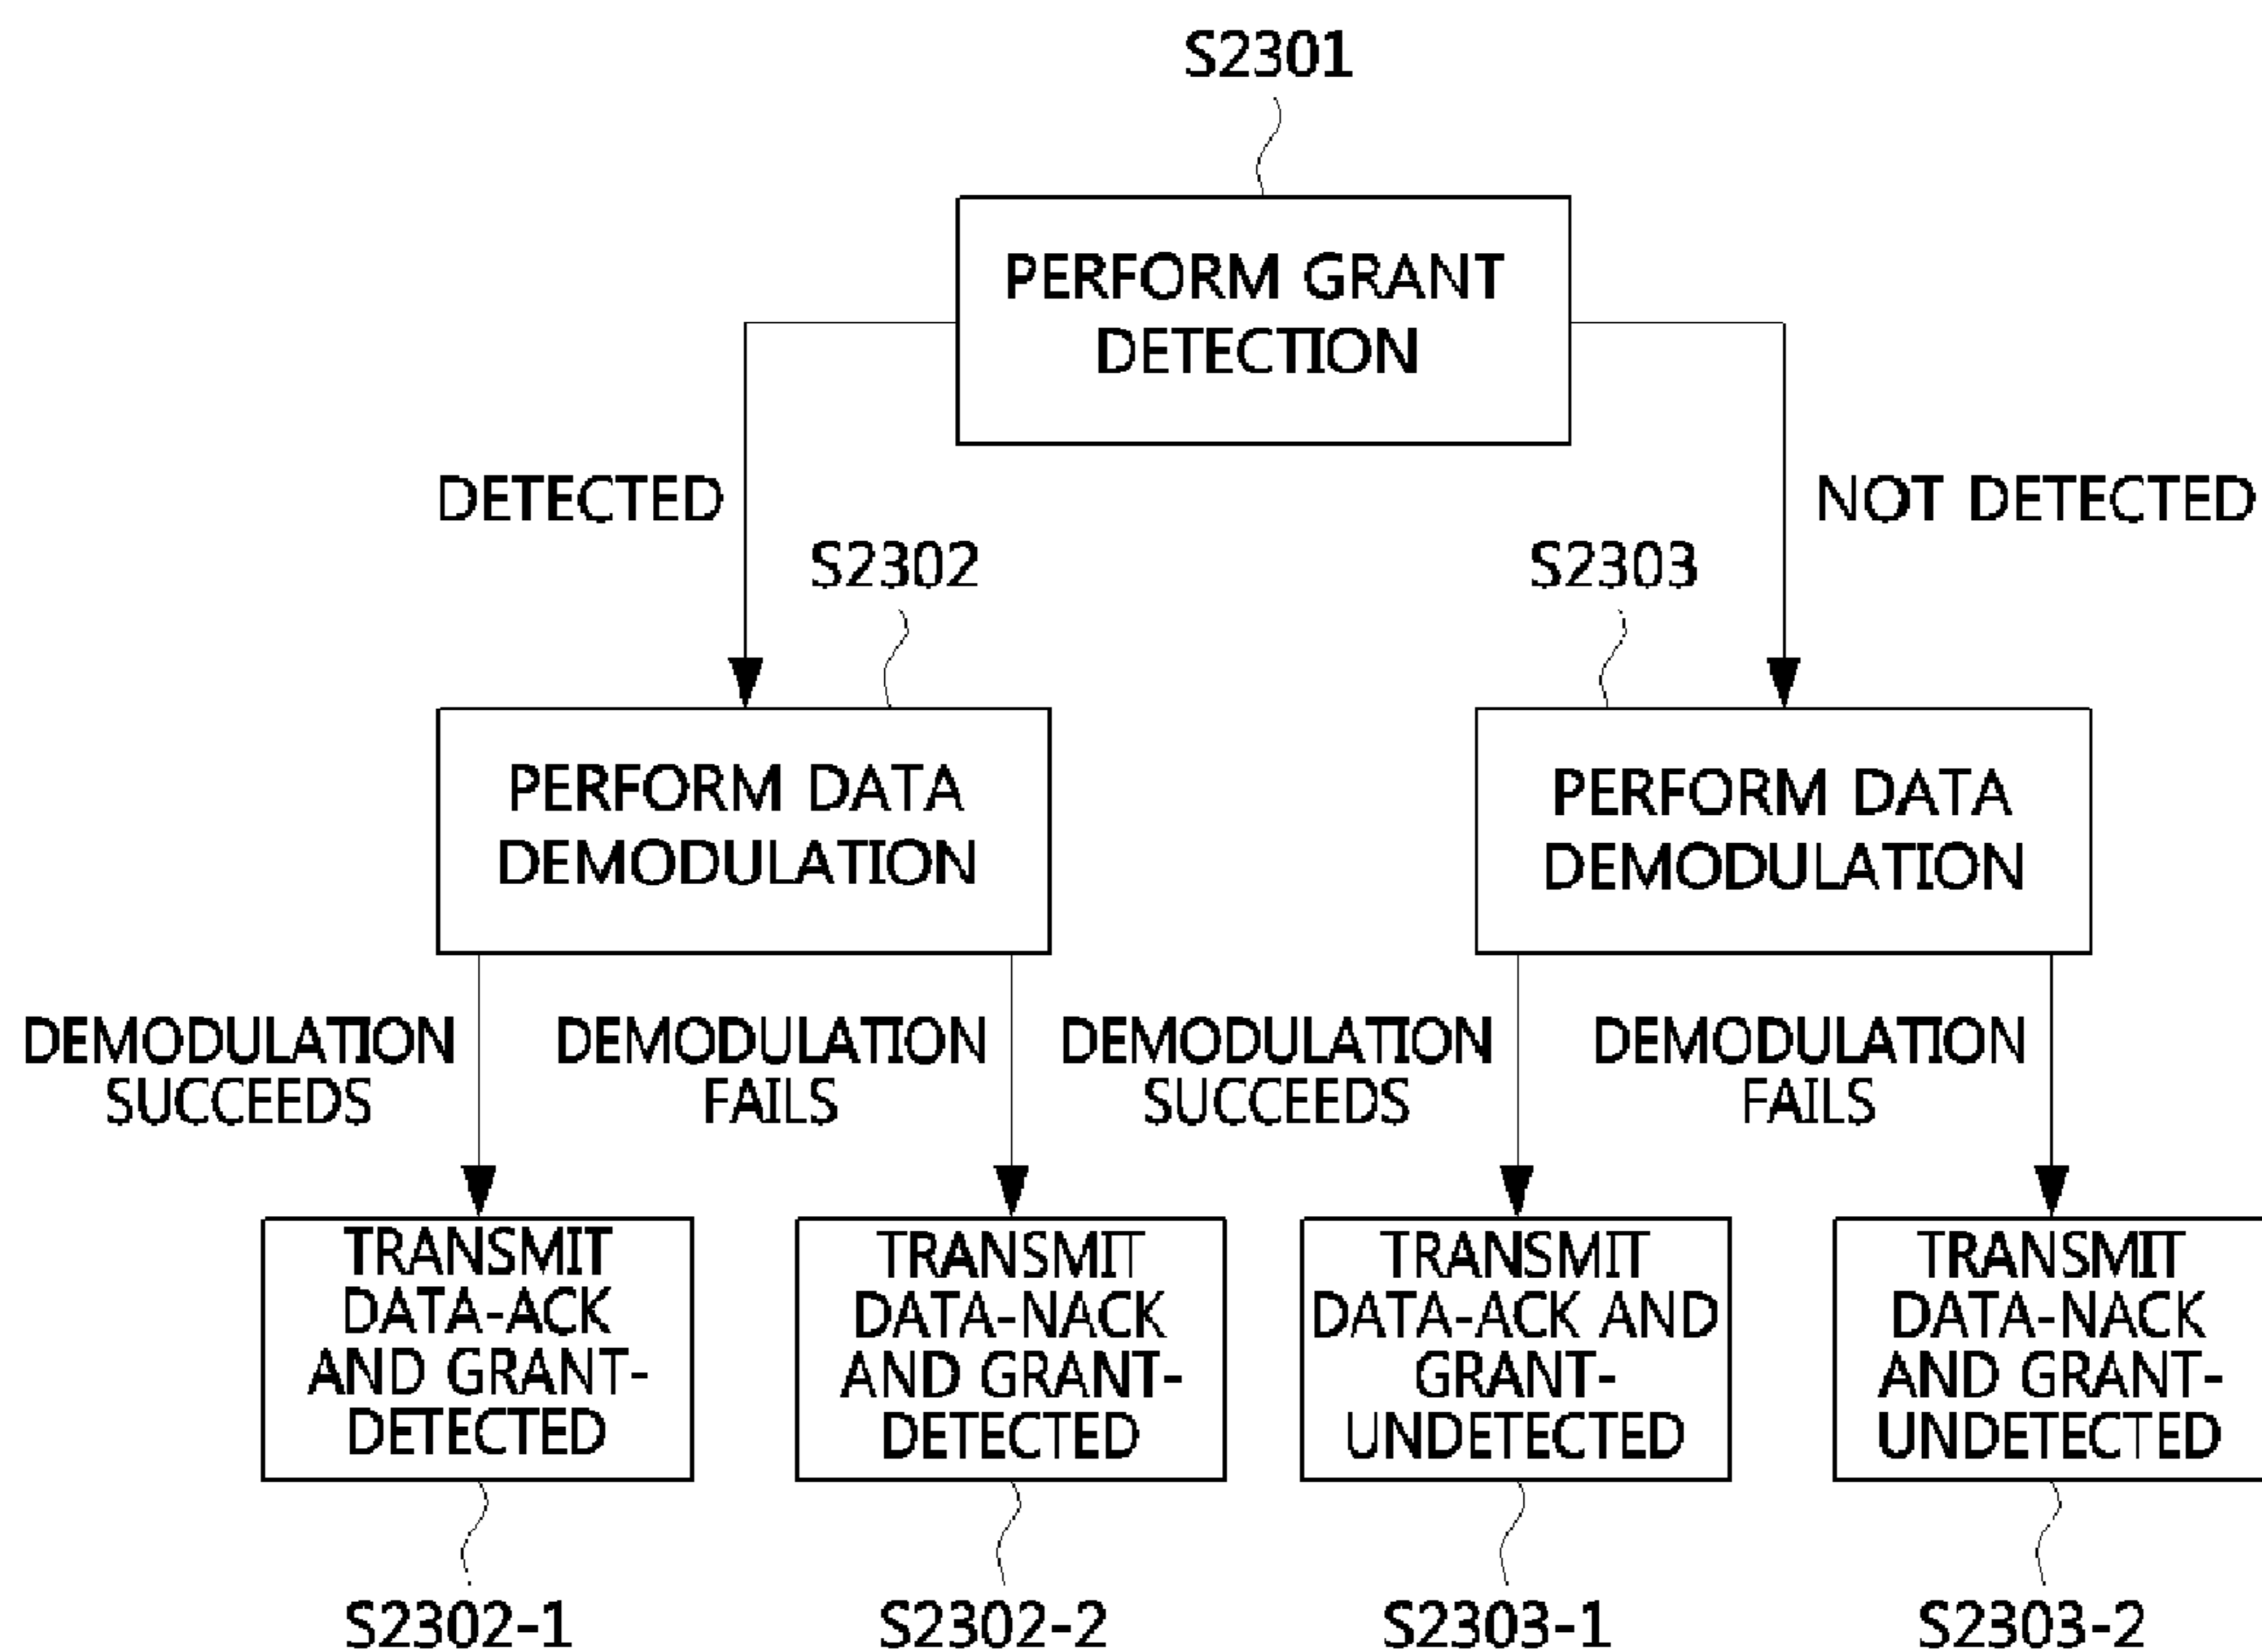 S2301
PERFORM GRANT
DETECTION
DETECTED
NOT DETECTED
S2302
S2303
PERFORM DATA
DEMODULATION
PERFORM DATA
DEMODULATION
DEMODULATION
SUCCEEDS
DEMODULATION
FAILS
DEMODULATION
SUCCEEDS
DEMODULATION
FAILS
TRANSMIT
DATA-ACK
AND GRANT-
DETECTED
TRANSMIT
DATA-NACK
AND GRANT-
DETECTED
TRANSMIT
DATA-ACK AND
GRANT-
UNDETECTED
TRANSMIT
DATA-NACK
AND GRANT-
UNDETECTED
S2302-1
S2302-2
S2303-1
S2303-2